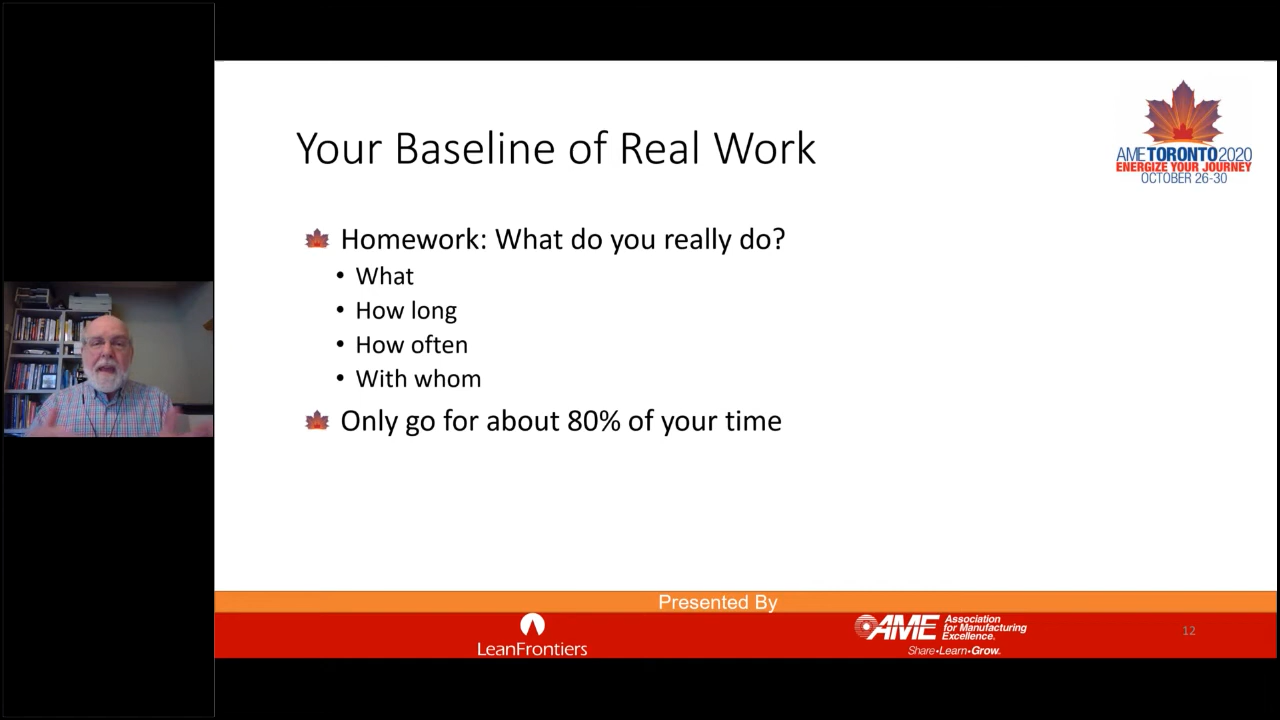 Your Baseline of Real Work
AMETORONTO2020
ENERGIZE YOUR JOURNEY
OCTOBER 26-30
Homework: What do you really do?
• What
• How long
• How often
• With whom
Only go for about 80% of your time
Presented By
LeanFrontiers
AME Association
for Manufacturing
Excellence.
Share•Learn•Grow.
12